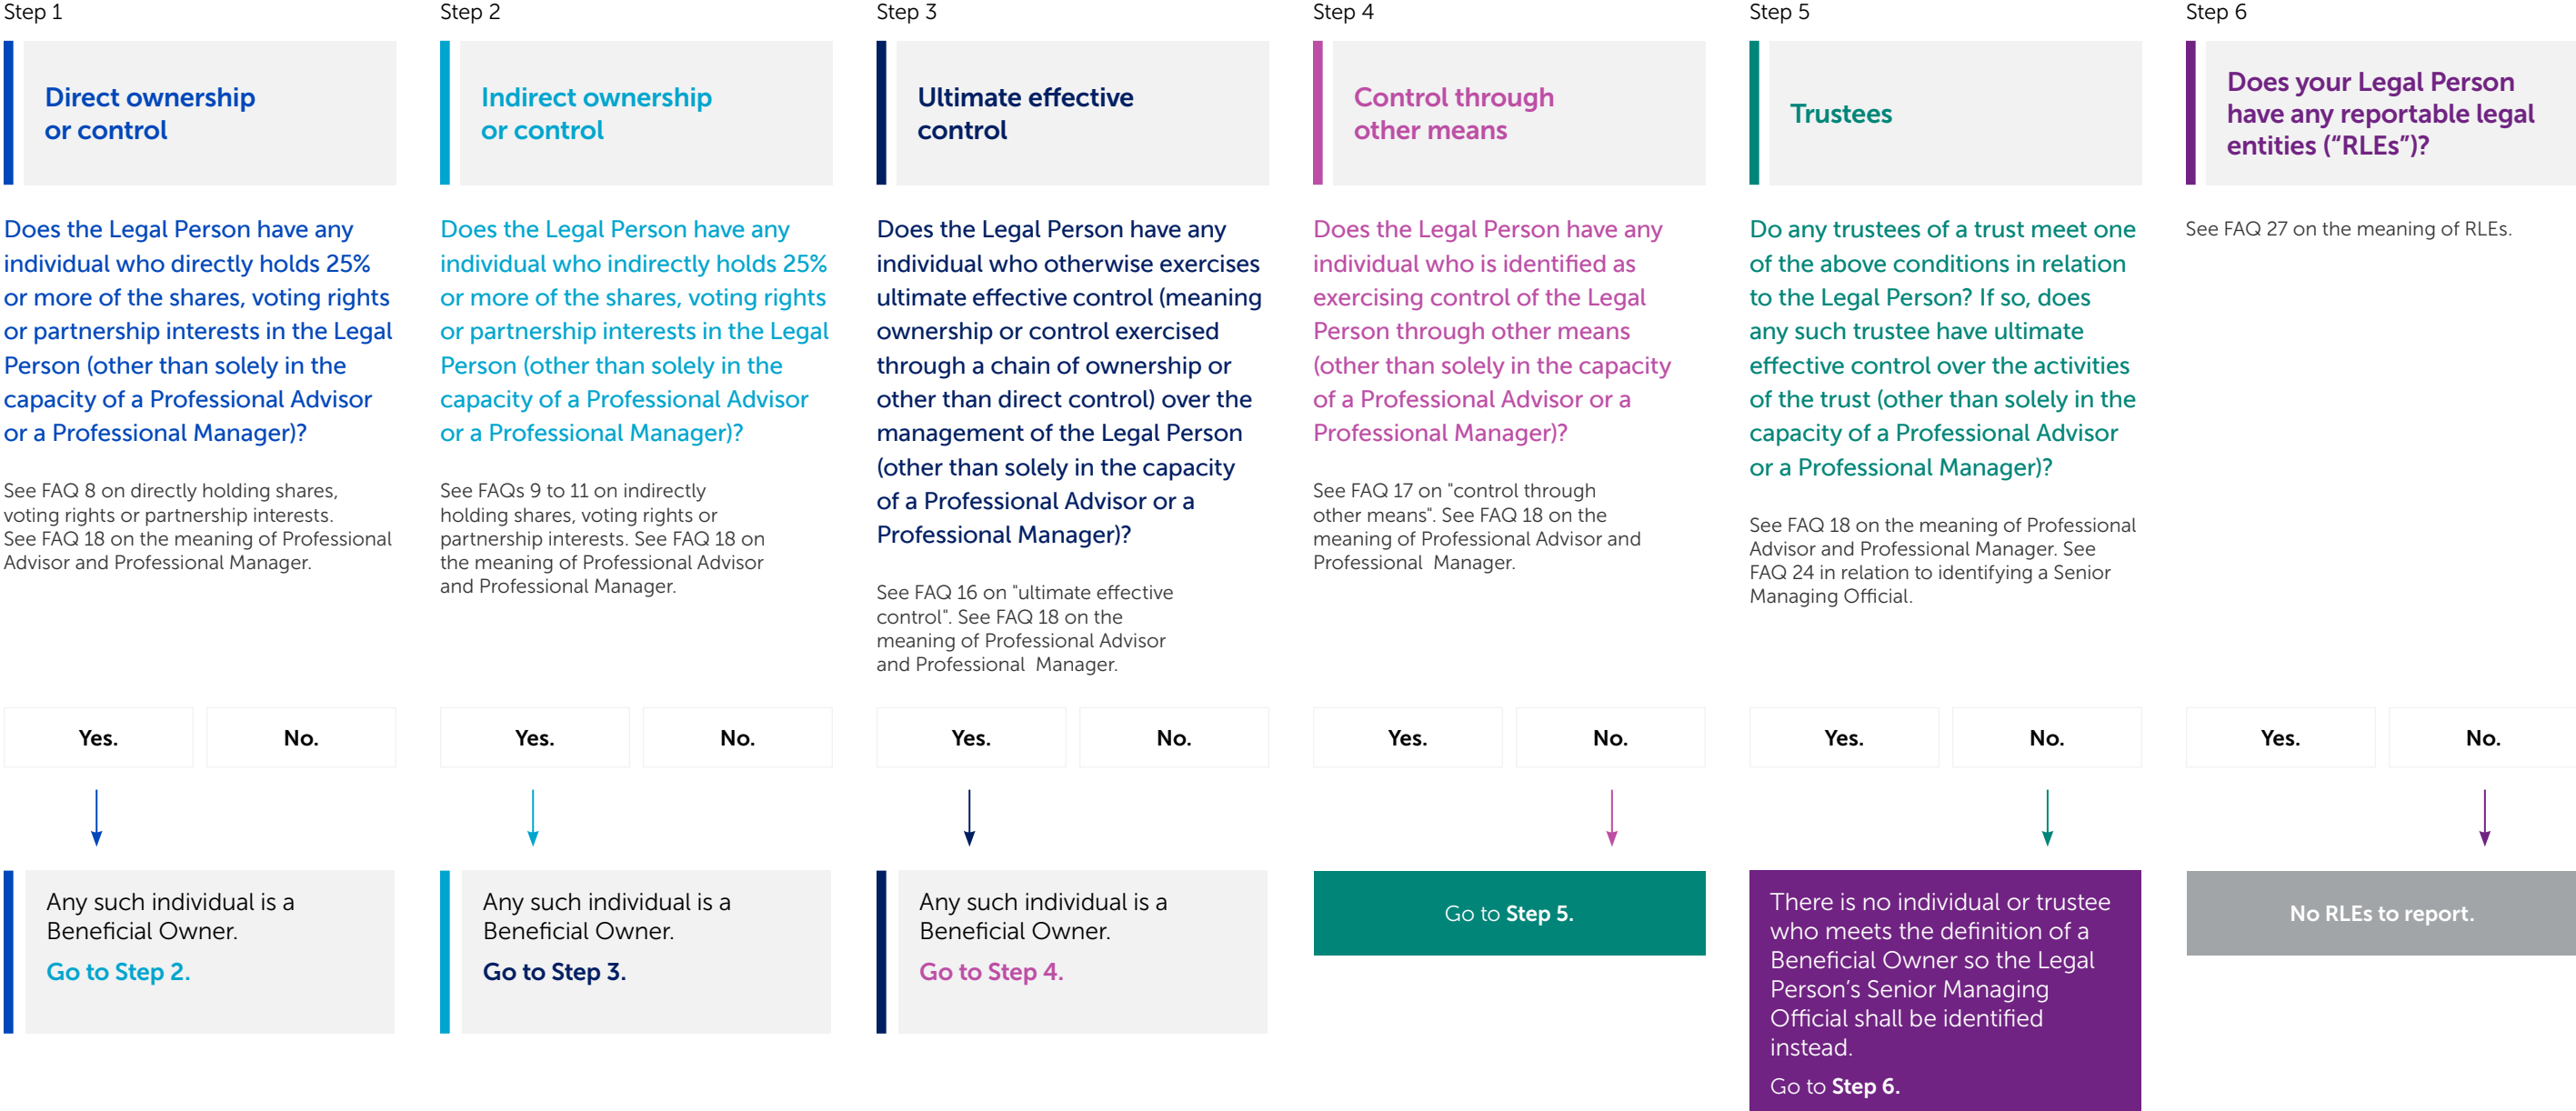 Step 1
Direct ownership
or control
Does the Legal Person have any
individual who directly holds 25%
or more of the shares, voting rights
or partnership interests in the Legal
Person (other than solely in the
capacity of a Professional Advisor
or a Professional Manager)?
See FAQ 8 on directly holding shares,
voting rights or partnership interests.
See FAQ 18 on the meaning of Professional
Advisor and Professional Manager.
Yes.
No.
Any such individual is a
Beneficial Owner.
Go to Step 2.
Step 2
Indirect ownership
or control
Does the Legal Person have any
individual who indirectly holds 25%
or more of the shares, voting rights
or partnership interests in the Legal
Person (other than solely in the
capacity of a Professional Advisor
or a Professional Manager)?
See FAQs 9 to 11 on indirectly
holding shares, voting rights or
partnership interests. See FAQ 18 on
the meaning of Professional Advisor
and Professional Manager.
Yes.
No.
Any such individual is a
Beneficial Owner.
Go to Step 3.
Step 3
Ultimate effective
control
Does the Legal Person have any
individual who otherwise exercises
ultimate effective control (meaning
ownership or control exercised
through a chain of ownership or
other than direct control) over the
management of the Legal Person
(other than solely in the capacity
of a Professional Advisor or a
Professional Manager)?
See FAQ 16 on "ultimate effective
control". See FAQ 18 on the
meaning of Professional Advisor
and Professional Manager.
Yes.
No.
Any such individual is a
Beneficial Owner.
Go to Step 4.
Step 4
Control through
other means
Does the Legal Person have any
individual who is identified as
exercising control of the Legal
Person through other means
(other than solely in the capacity
of a Professional Advisor or a
Professional Manager)?
See FAQ 17 on "control through
other means". See FAQ 18 on the
meaning of Professional Advisor and
Professional Manager.
Yes.
No.
Go to Step 5.
Step 5
Trustees
Do any trustees of a trust meet one
of the above conditions in relation
to the Legal Person? If so, does
any such trustee have ultimate
effective control over the activities
of the trust (other than solely in the
capacity of a Professional Advisor
or a Professional Manager)?
See FAQ 18 on the meaning of Professional
Advisor and Professional Manager. See
FAQ 24 in relation to identifying a Senior
Managing Official.
Yes.
No.
There is no individual or trustee
who meets the definition of a
Beneficial Owner so the Legal
Person's Senior Managing
Official shall be identified
instead.
Go to Step 6.
Step 6
Does your Legal Person
have any reportable legal
entities (“RLEs”)?
See FAQ 27 on the meaning of RLEs.
Yes.
No.
No RLEs to report.